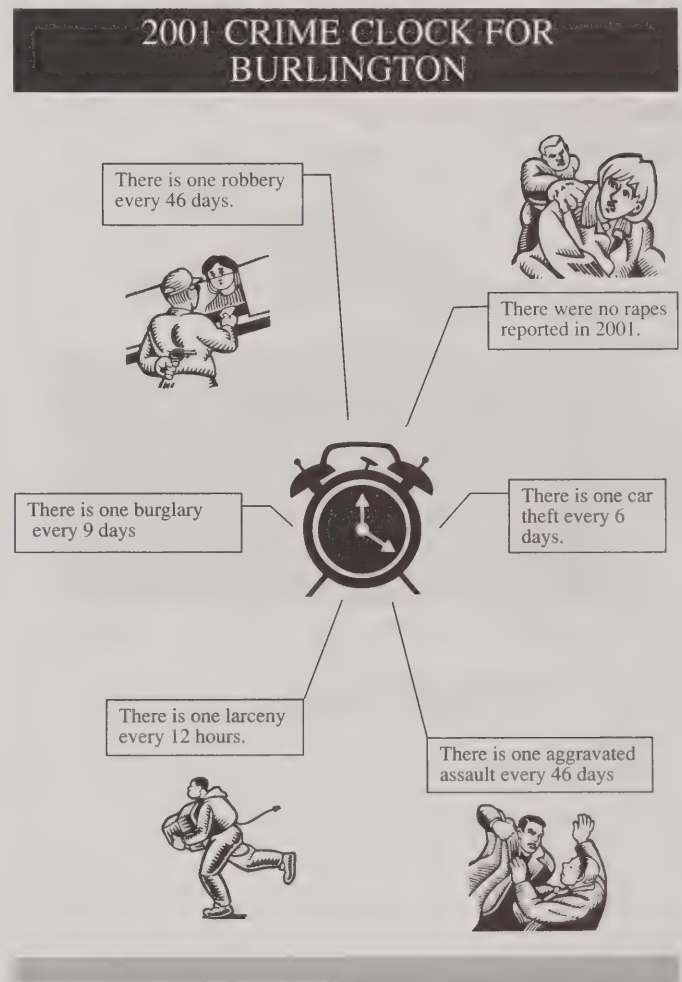 2001 CRIME CLOCK FOR
BURLINGTON
There is one robbery
every 46 days.
There were no rapes
reported in 2001.
There is one burglary
every 9 days
There is one car
theft every 6
days.
There is one larceny
every 12 hours.
There is one aggravated
assault every 46 days